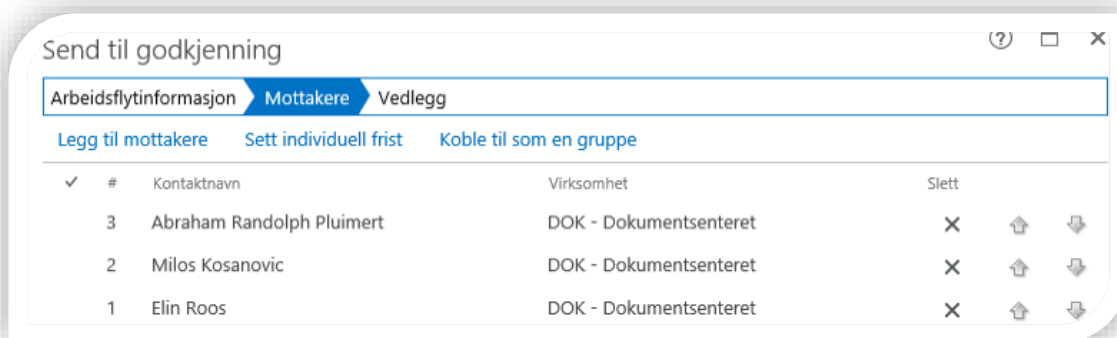 Send til godkjenning
Arbeidsflytinformasjon Mottakere Vedlegg
Legg til mottakere Sett individuell frist Koble til som en gruppe
# Kontaktnavn Virksomhet Slett
3 Abraham Randolph Pluimert DOK - Dokumentsenteret
2 Milos Kosanovic DOK - Dokumentsenteret
1 Elin Roos DOK - Dokumentsenteret